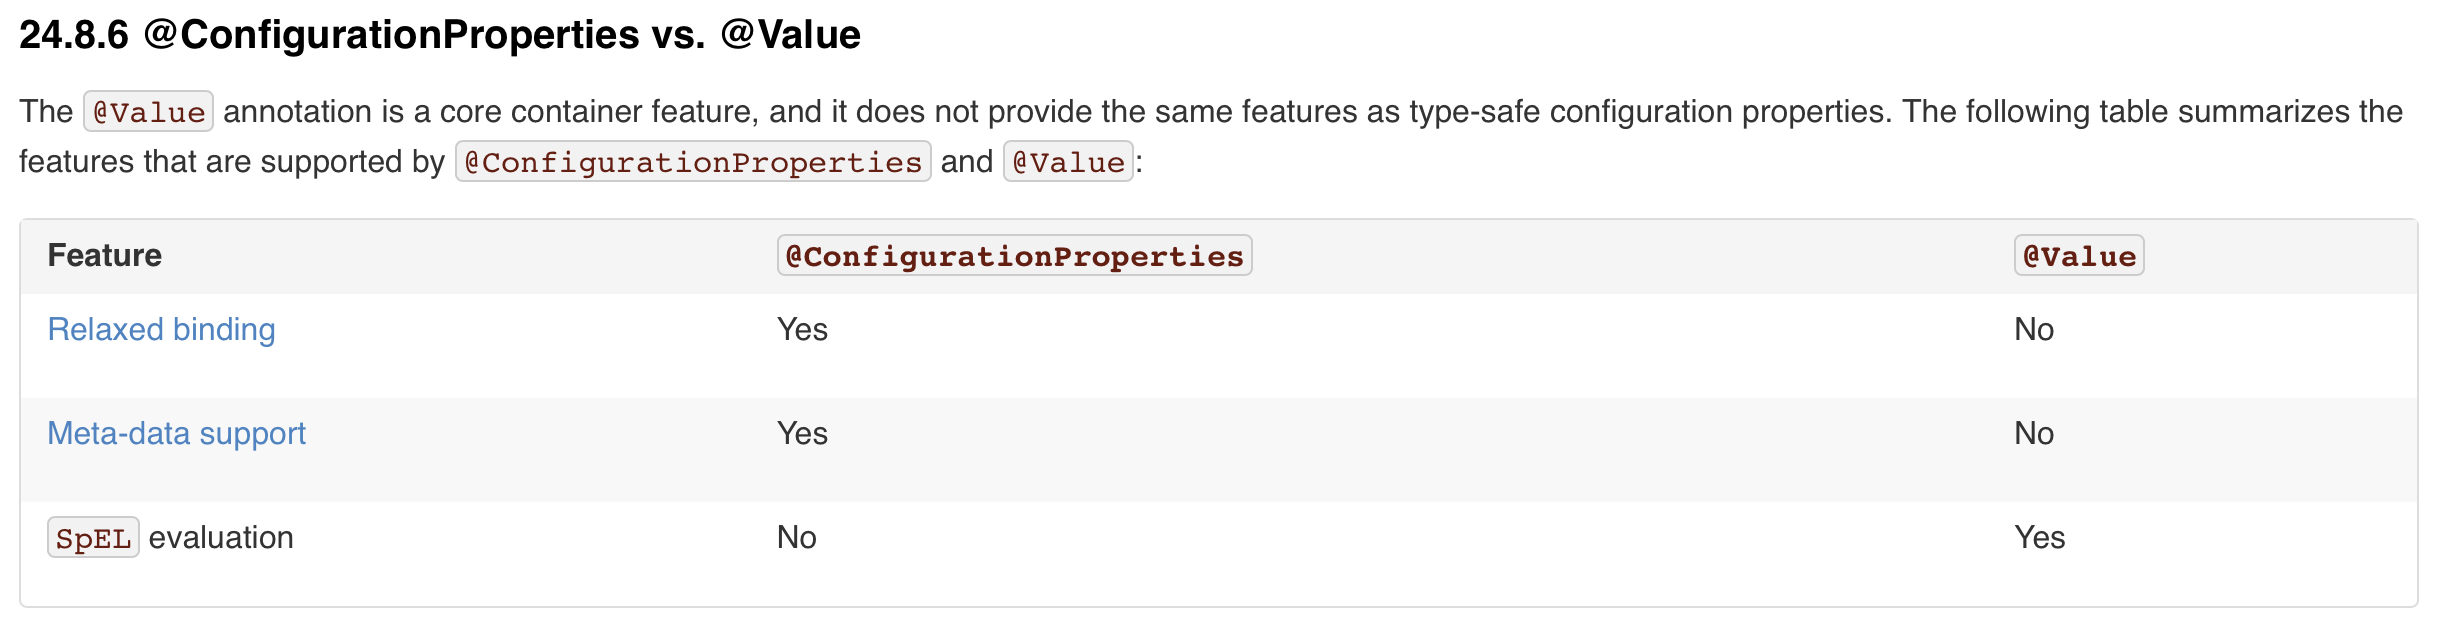 24.8.6 @ConfigurationProperties vs. @Value
The @Value annotation is a core container feature, and it does not provide the same features as type-safe configuration properties. The following table summarizes the
features that are supported by @ConfigurationProperties and @Value:
Feature @ConfigurationProperties @Value
Relaxed binding Yes No
Meta-data support Yes No
SpEL evaluation No Yes